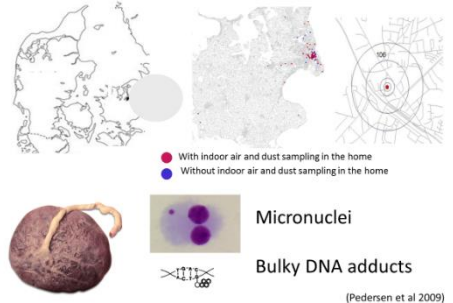 106
With indoor air and dust sampling in the home
Without indoor air and dust sampling in the home
Micronuclei
Bulky DNA adducts
(Pedersen et al 2009)